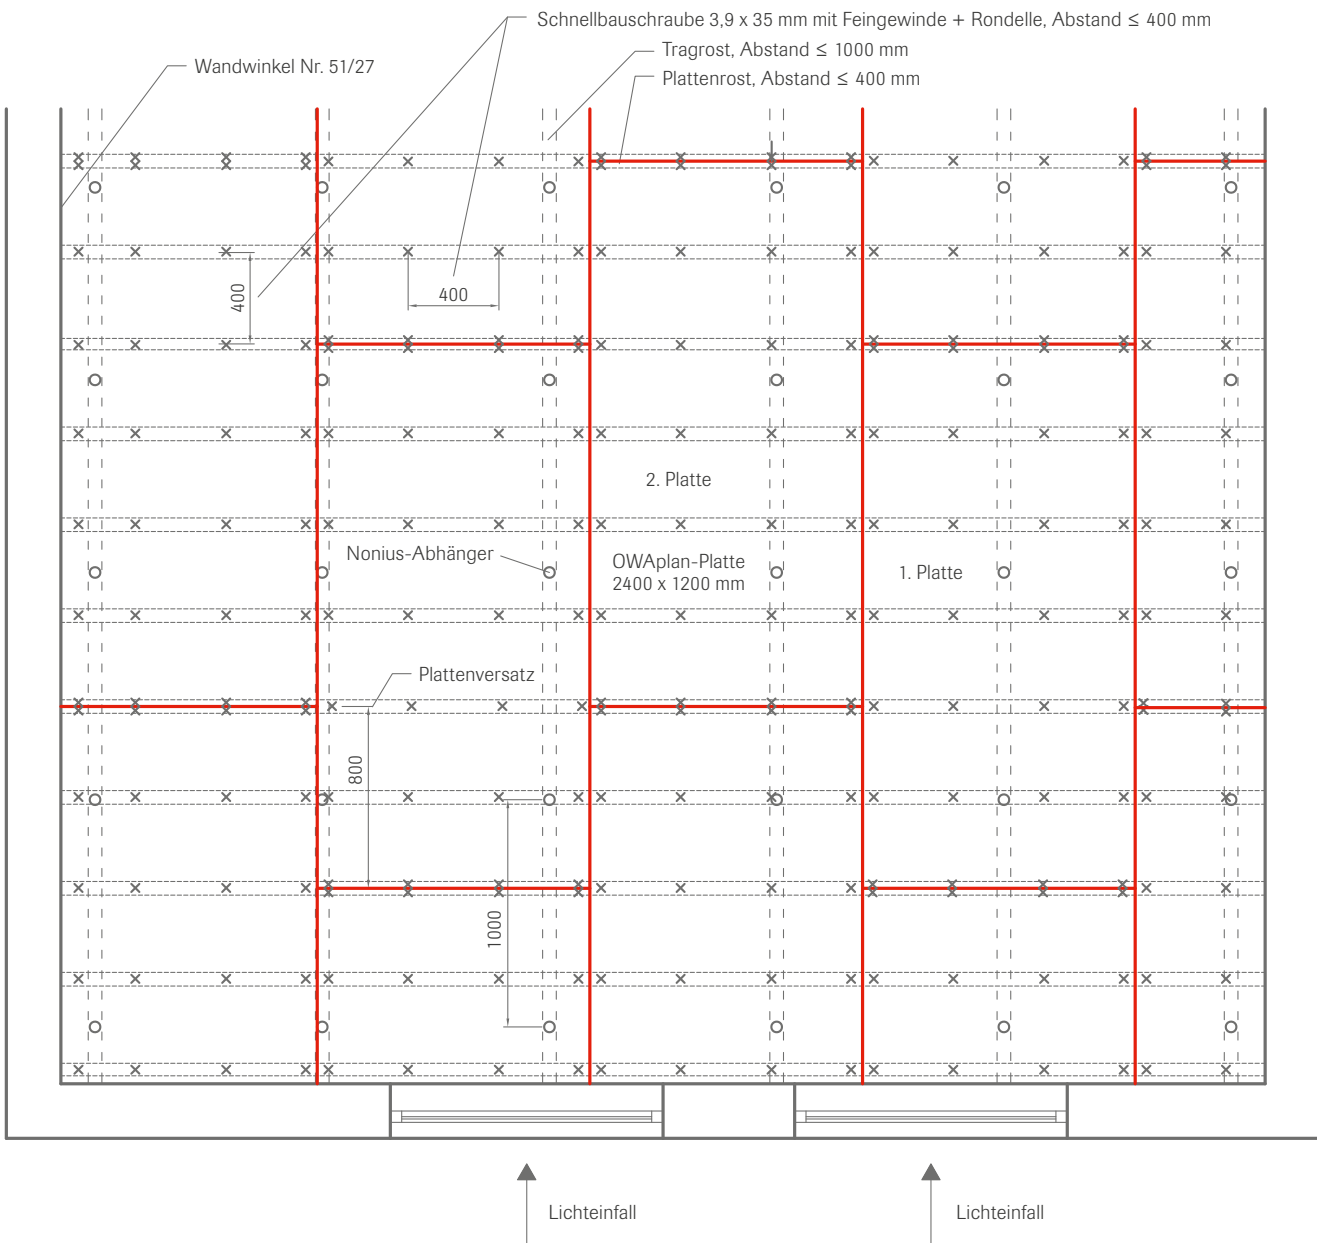 Schnellbauschraube 3,9 x 35 mm mit Feingewinde + Rondelle, Abstand ≤ 400 mm
Tragrost, Abstand ≤ 1000 mm
Wandwinkel Nr. 51/27
Plattenrost, Abstand ≤ 400 mm
400
400
2. Platte
Nonius-Abhänger
OWAplan-Platte
2400 x 1200 mm
1. Platte
Plattenversatz
800
1000
Lichteinfall
Lichteinfall